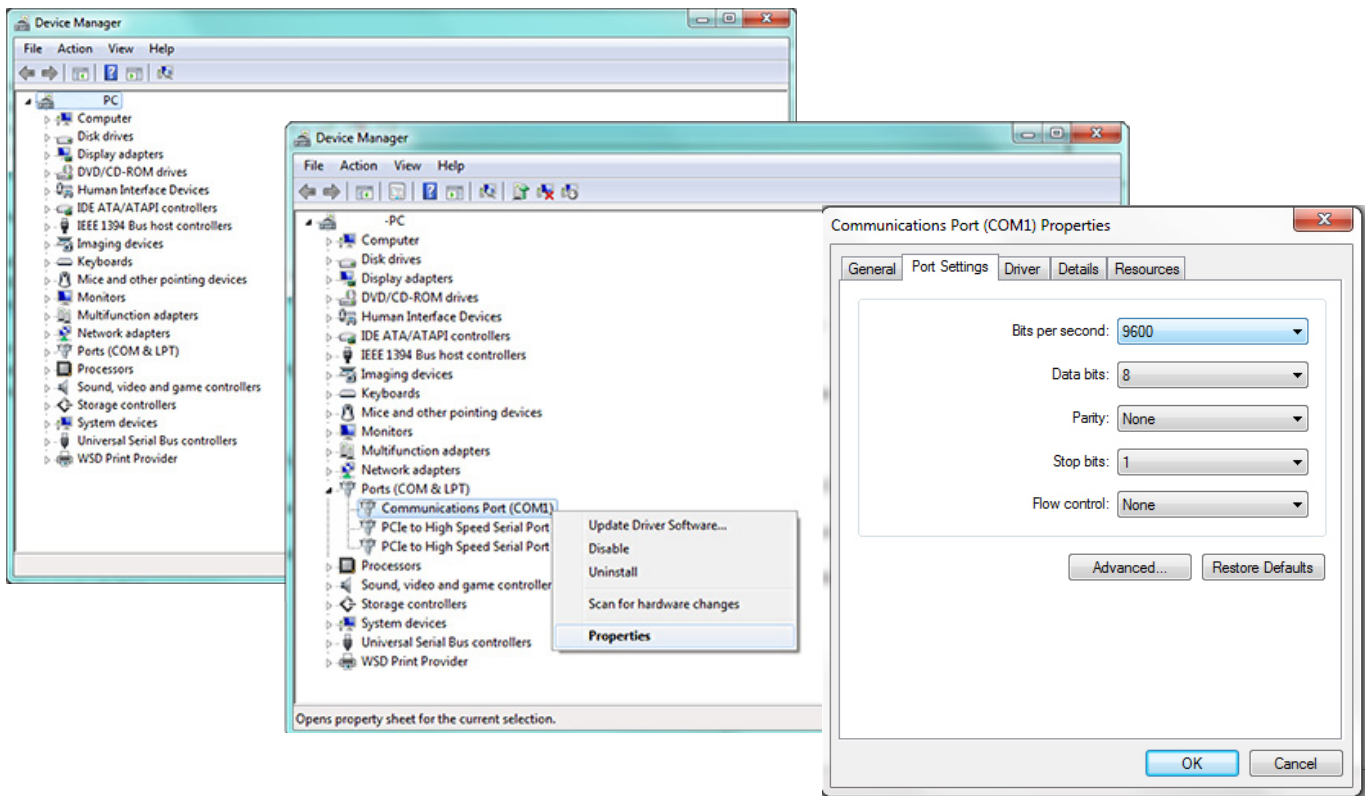 Device Manager
File Action View Help
PC
Computer
Disk drives
Display adapters
DVD/CD-ROM drives
Human Interface Devices
IDE ATA/ATAPI controllers
IEEE 1394 Bus host controllers
Imaging devices
Keyboards
Mice and other pointing devices
Monitors
Multifunction adapters
Network adapters
Ports (COM & LPT)
Processors
Sound, video and game controllers
Storage controllers
System devices
Universal Serial Bus controllers
WSD Print Provider
Device Manager
File Action View Help
-PC
Computer
Disk drives
Display adapters
DVD/CD-ROM drives
Human Interface Devices
IDE ATA/ATAPI controllers
IEEE 1394 Bus host controllers
Imaging devices
Keyboards
Mice and other pointing devices
Monitors
Multifunction adapters
Network adapters
Ports (COM & LPT)
Communications Port (COM1)
PCIe to High Speed Serial Port
PCIe to High Speed Serial Port
Processors
Sound, video and game controller
Storage controllers
System devices
Universal Serial Bus controllers
WSD Print Provider
Opens property sheet for the current selection.
Update Driver Software...
Disable
Uninstall
Scan for hardware changes
Properties
Communications Port (COM1) Properties
General Port Settings Driver Details Resources
Bits per second: 9600
Data bits: 8
Parity: None
Stop bits: 1
Flow control: None
Advanced... Restore Defaults
OK Cancel